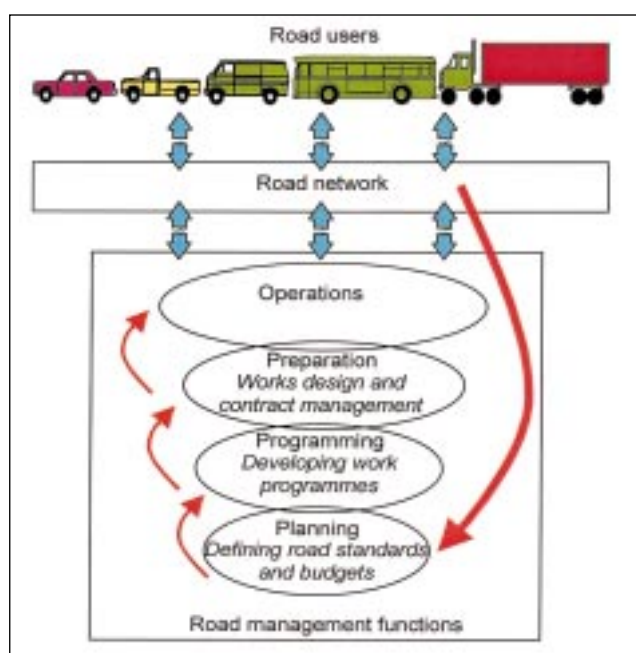 Road users
Road network
Operations
Preparation
Works design and
contract management
Programming
Developing work
programmes
Planning
Defining road standards
and budgets
Road management functions